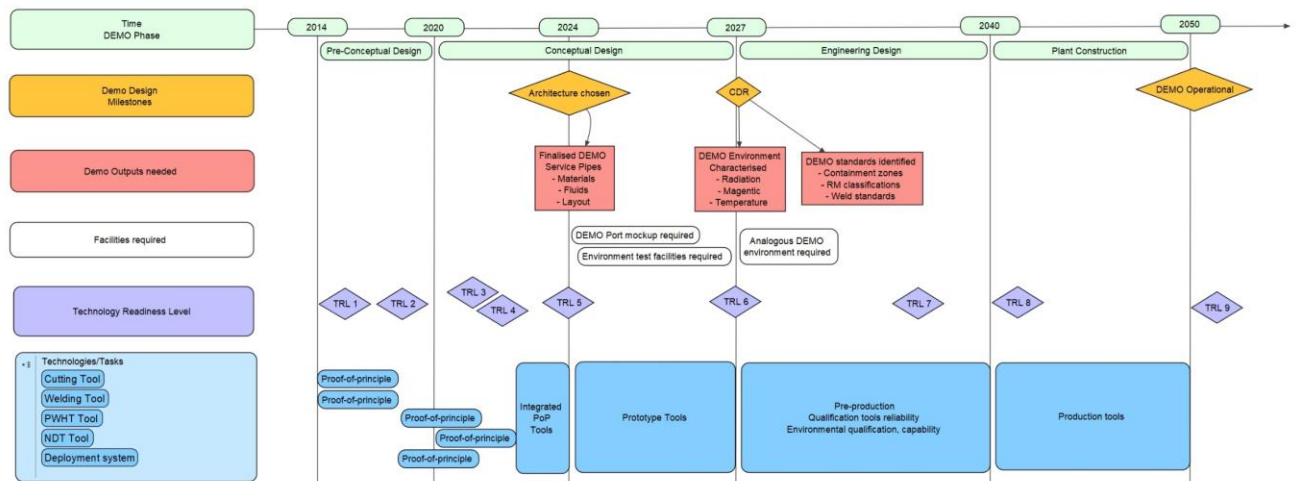 Time
DEMO Phase
2014
2020
2024
2027
2040
2050
Pre-Conceptual Design
Conceptual Design
Engineering Design
Plant Construction
Demo Design
Milestones
Architecture chosen
CDR
DEMO Operational
Demo Outputs needed
Finalised DEMO
Service Pipes
- Materials
- Fluids
- Layout
DEMO Environment
Characterised
- Radiation
- Magentic
- Temperature
DEMO standards identified
- Containment zones
- RM classifications
- Weld standards
Facilities required
DEMO Port mockup required
Environment test facilities required
Analogous DEMO
environment required
Technology Readiness Level
TRL 1
TRL 2
TRL 3
TRL 4
TRL 5
TRL 6
TRL 7
TRL 8
TRL 9
Technologies/Tasks
Cutting Tool
Welding Tool
PWHT Tool
NDT Tool
Deployment system
Proof-of-principle
Proof-of-principle
Proof-of-principle
Proof-of-principle
Proof-of-principle
Integrated
PoP
Tools
Prototype Tools
Pre-production
Qualification tools reliability
Environmental qualification, capability
Production tools